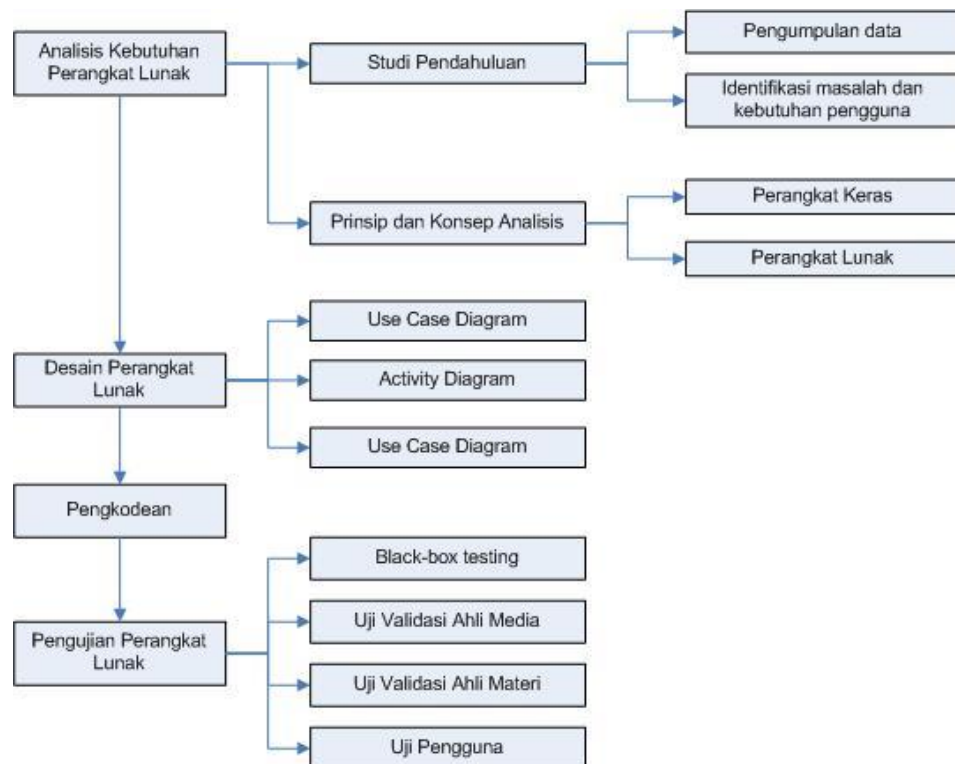 Analisis Kebutuhan
Perangkat Lunak
Studi Pendahuluan
Pengumpulan data
Identifikasi masalah dan
kebutuhan pengguna
Prinsip dan Konsep Analisis
Perangkat Keras
Perangkat Lunak
Desain Perangkat
Lunak
Use Case Diagram
Activity Diagram
Use Case Diagram
Pengkodean
Pengujian Perangkat
Lunak
Black-box testing
Uji Validasi Ahli Media
Uji Validasi Ahli Materi
Uji Pengguna